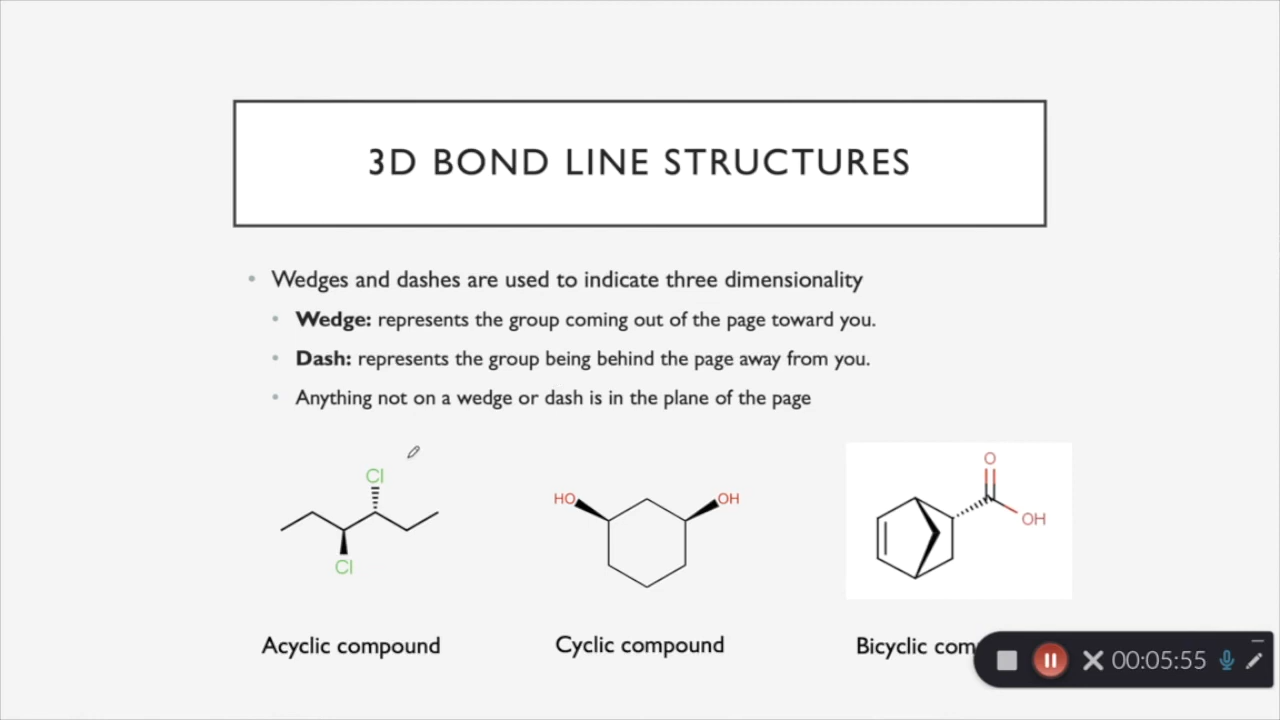 3D BOND LINE STRUCTURES
• Wedges and dashes are used to indicate three dimensionality
• Wedge: represents the group coming out of the page toward you.
• Dash: represents the group being behind the page away from you.
• Anything not on a wedge or dash is in the plane of the page
Cl
Cl
HO
OH
O
OH
Acyclic compound
Cyclic compound
Bicyclic com
00:05:55